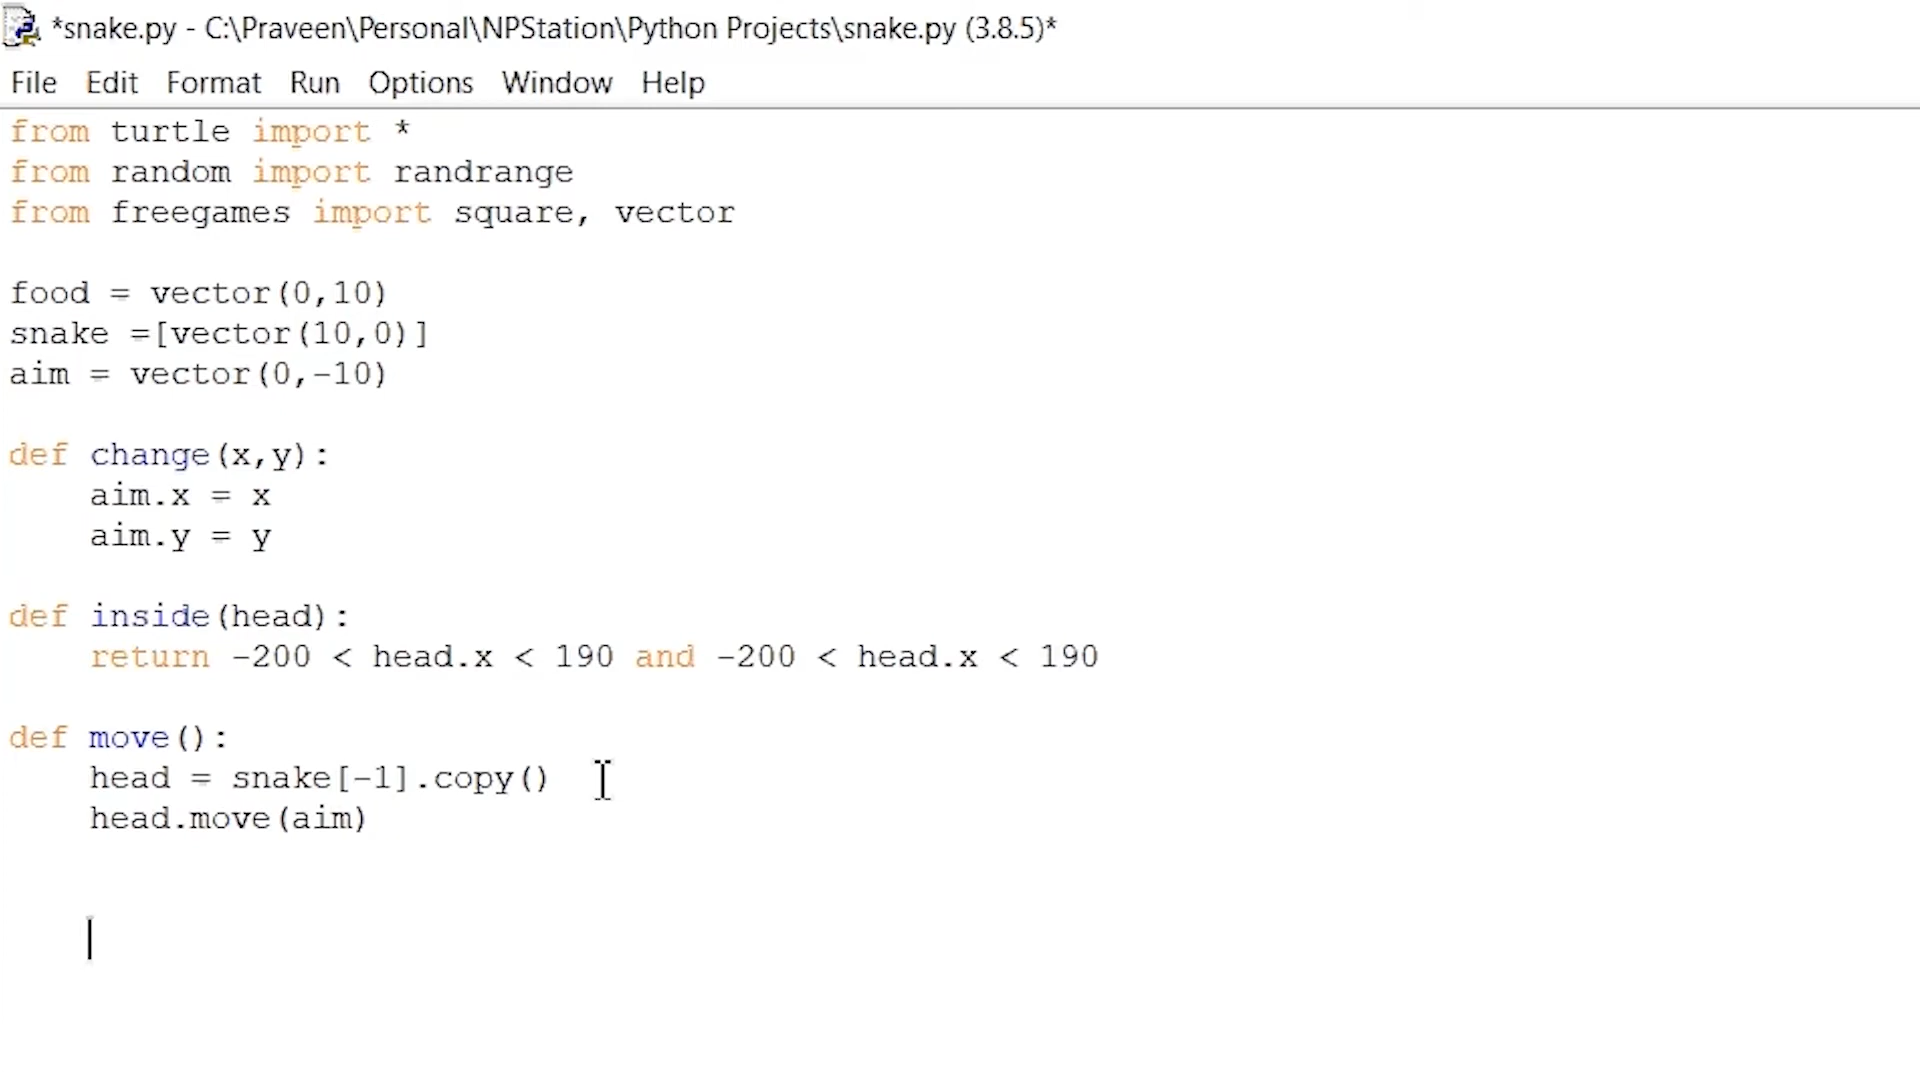 *snake.py - C:\Praveen\Personal\NPStation\Python Projects\snake.py (3.8.5)*
File Edit Format Run Options Window Help
from turtle import *
from random import randrange
from freegames import square, vector
food = vector(0,10)
snake =[vector(10,0)]
aim = vector(0,-10)
def change(x,y):
    aim.x = x
    aim.y = y
def inside(head):
    return -200 < head.x < 190 and -200 < head.x < 190
def move():
    head = snake[-1].copy()
    head.move(aim)